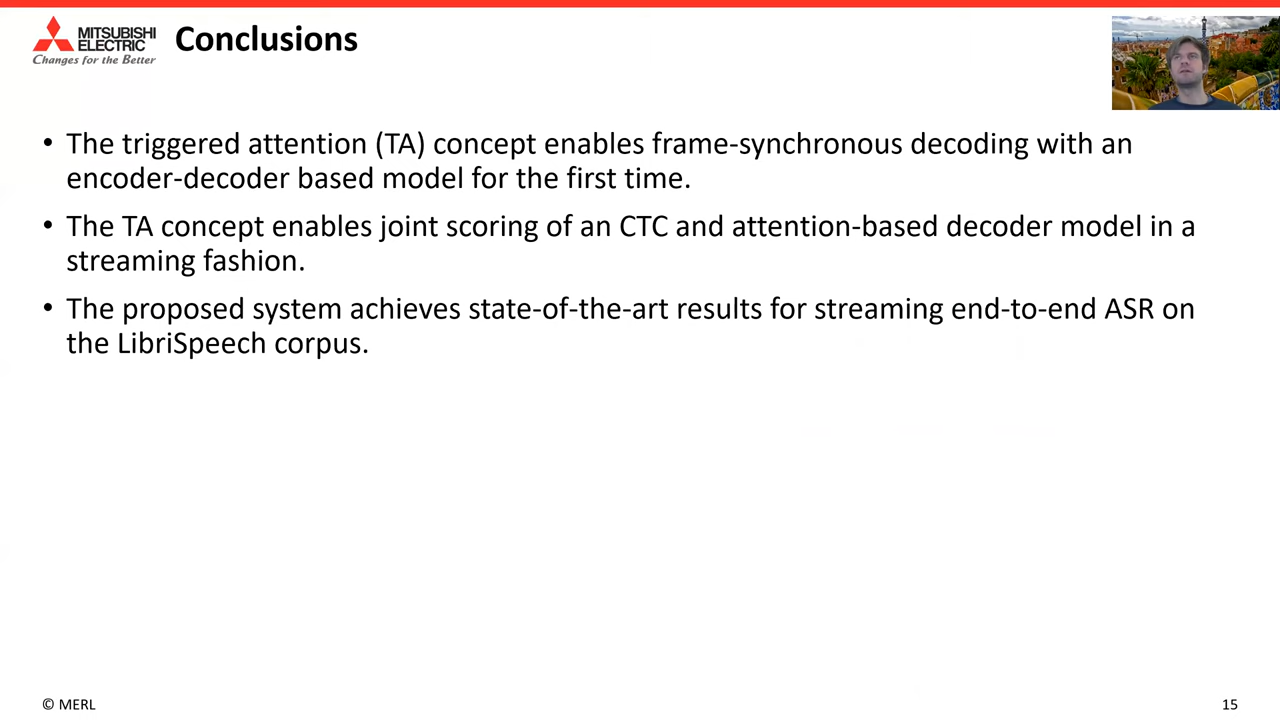 MITSUBISHI
ELECTRIC
Changes for the Better
Conclusions
• The triggered attention (TA) concept enables frame-synchronous decoding with an
encoder-decoder based model for the first time.
• The TA concept enables joint scoring of an CTC and attention-based decoder model in a
streaming fashion.
• The proposed system achieves state-of-the-art results for streaming end-to-end ASR on
the LibriSpeech corpus.
© MERL
15